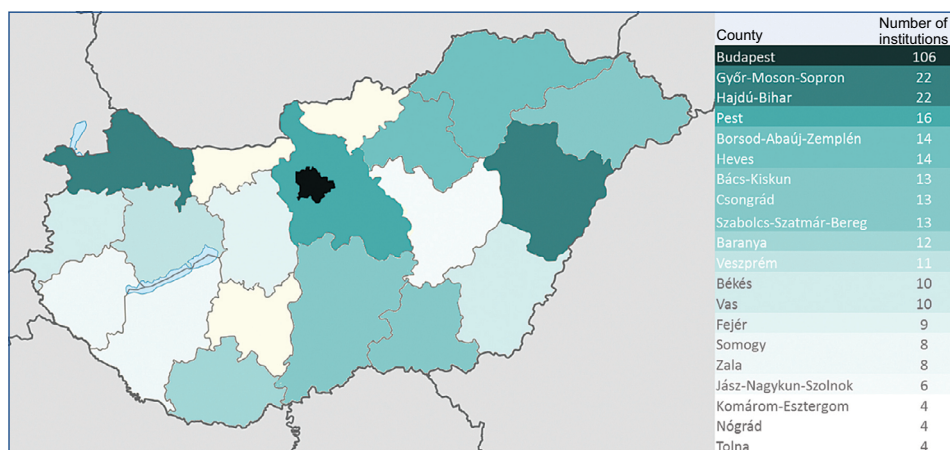 County Number of institutions
Budapest 106
Győr-Moson-Sopron 22
Hajdú-Bihar 22
Pest 16
Borsod-Abaúj-Zemplén 14
Heves 14
Bács-Kiskun 13
Csongrád 13
Szabolcs-Szatmár-Bereg 13
Baranya 12
Veszprém 11
Békés 10
Vas 10
Fejér 9
Somogy 8
Zala 8
Jász-Nagykun-Szolnok 6
Komárom-Esztergom 4
Nógrád 4
Tolna 4